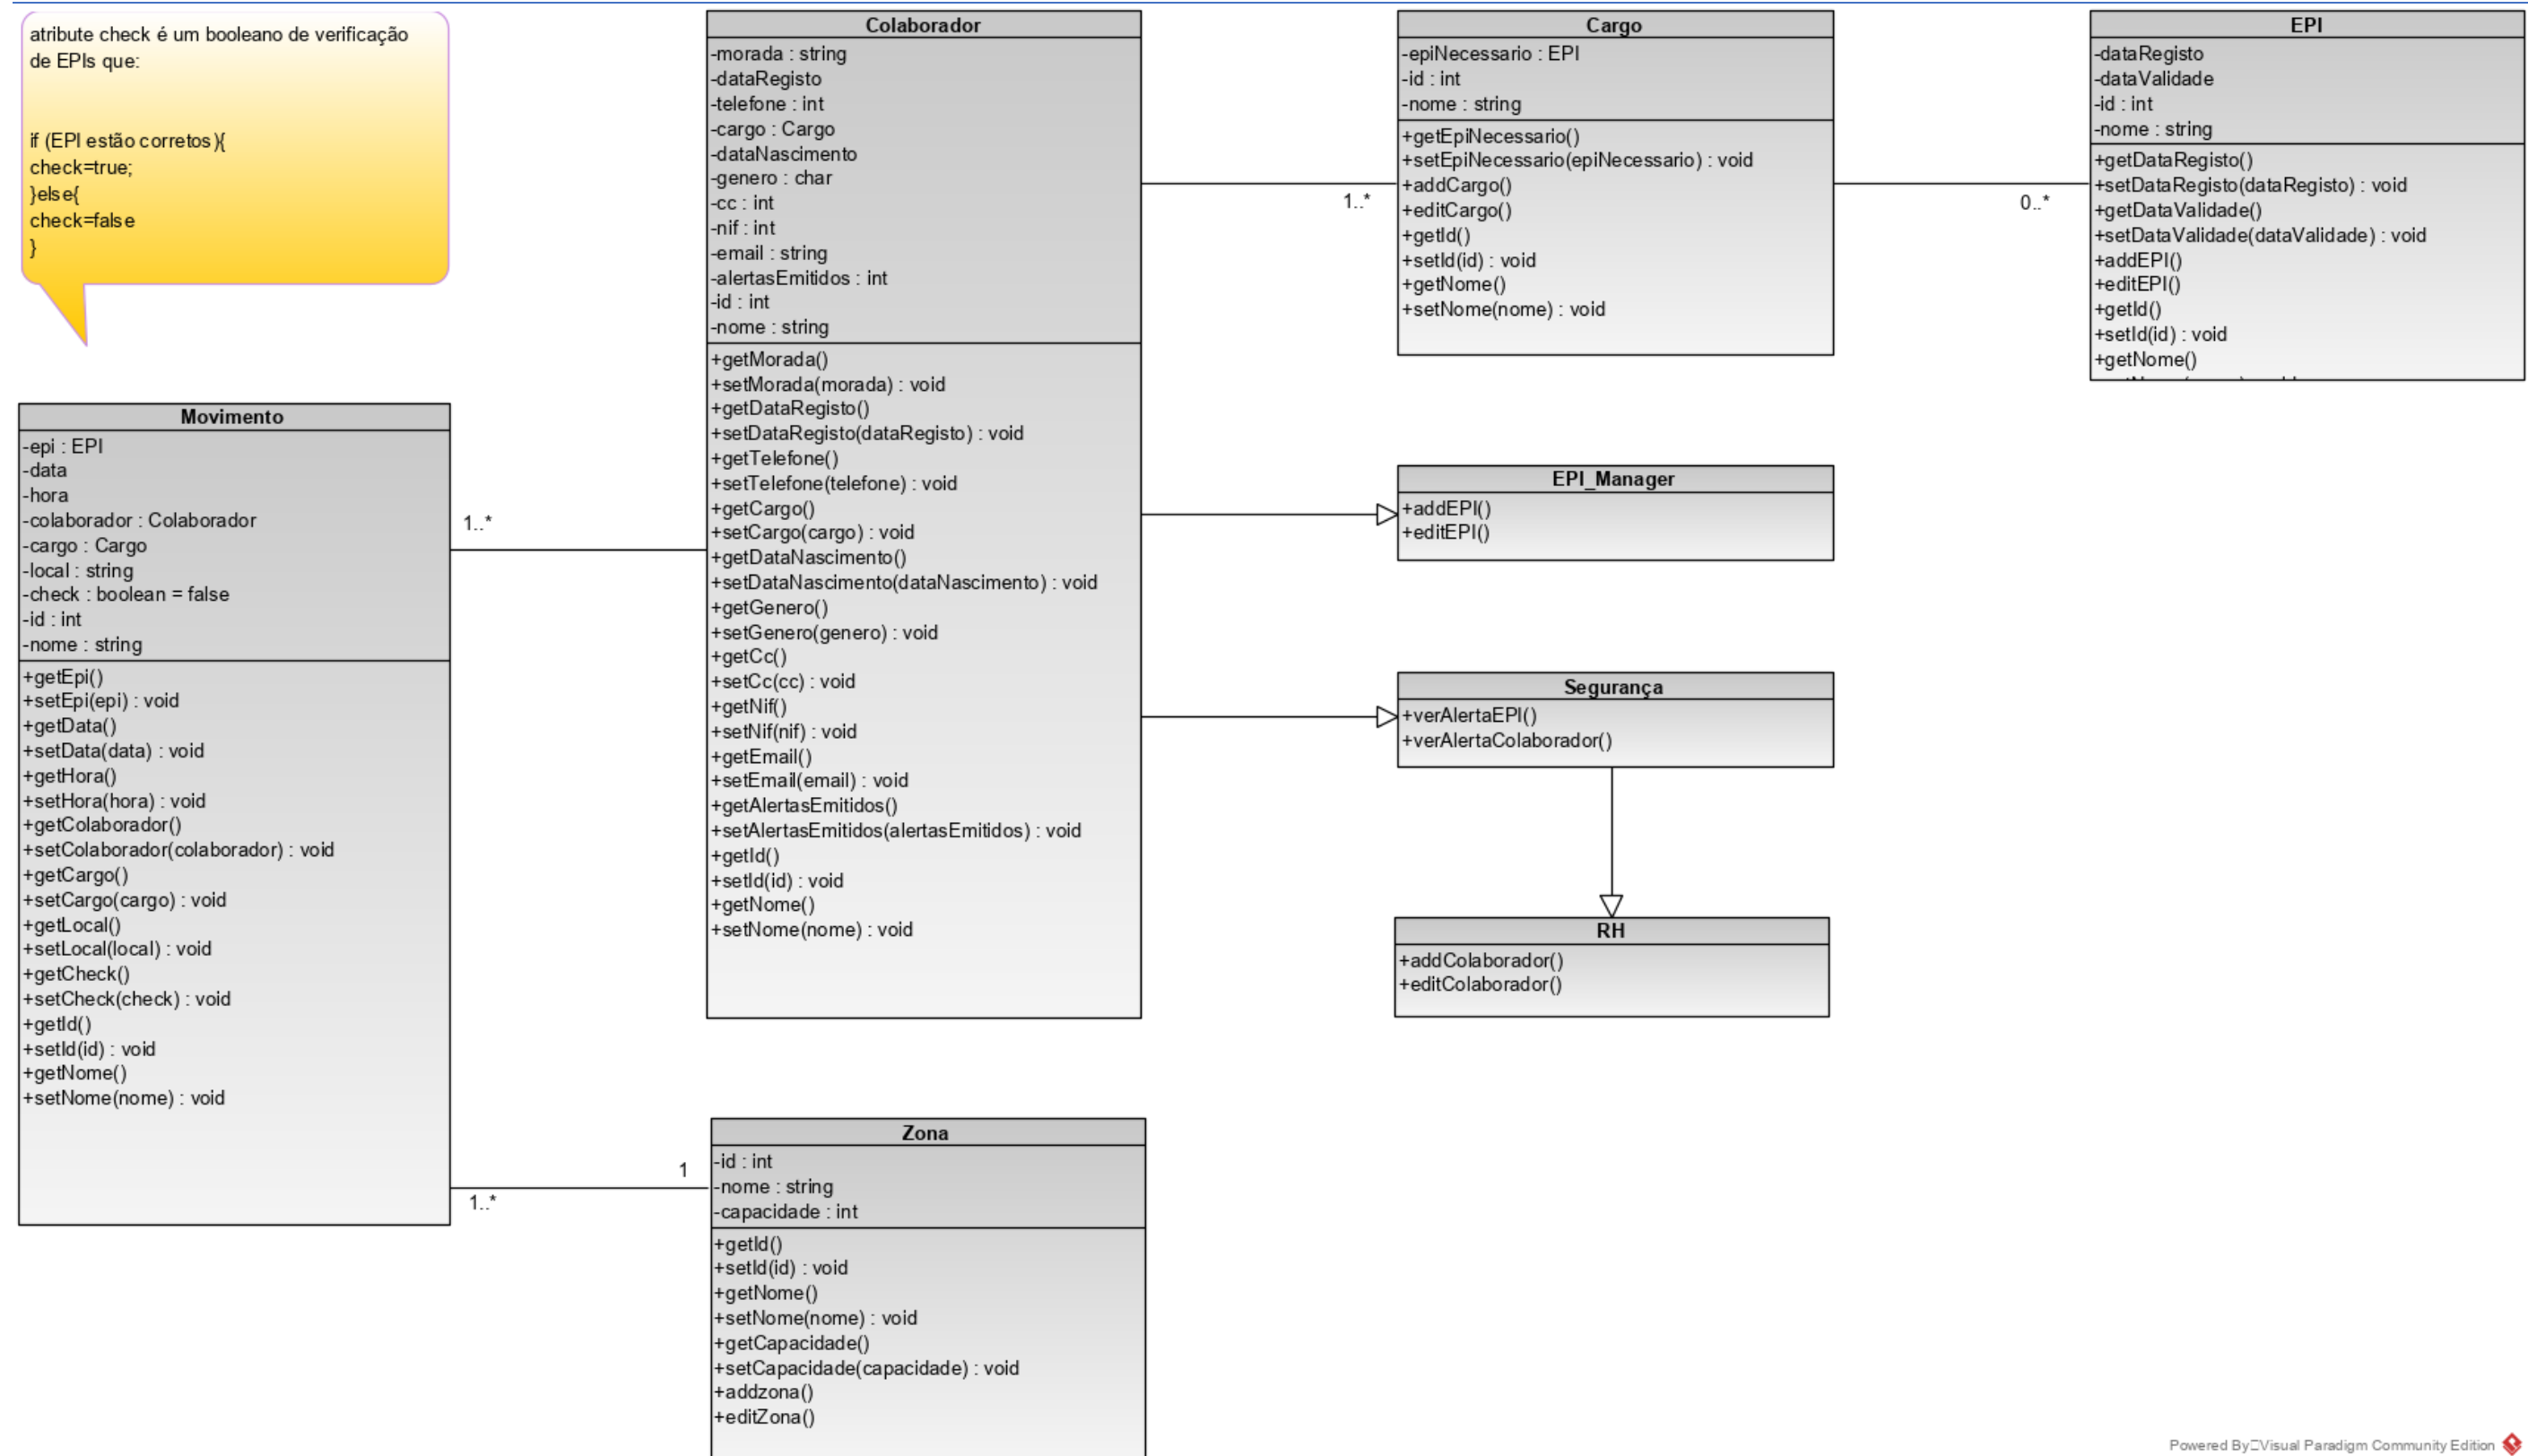 atribute check é um booleano de verificação
de EPIs que:
if (EPI estão corretos){
check=true;
}else{
check=false
}
Colaborador
-morada : string
-dataRegisto
-telefone : int
-cargo : Cargo
-dataNascimento
-genero : char
-cc : int
-nif : int
-email : string
-alertasEmitidos : int
-id : int
-nome : string
+getMorada()
+setMorada(morada) : void
+getDataRegisto()
+setDataRegisto(dataRegisto) : void
+getTelefone()
+setTelefone(telefone) : void
+getCargo()
+setCargo(cargo) : void
+getDataNascimento()
+setDataNascimento(dataNascimento) : void
+getGenero()
+setGenero(genero) : void
+getCc()
+setCc(cc) : void
+getNif()
+setNif(nif) : void
+getEmail()
+setEmail(email) : void
+getAlertasEmitidos()
+setAlertasEmitidos(alertasEmitidos) : void
+getId()
+setId(id) : void
+getNome()
+setNome(nome) : void
1..*
Cargo
-epiNecessario : EPI
-id : int
-nome : string
+getEpiNecessario()
+setEpiNecessario(epiNecessario) : void
+addCargo()
+editCargo()
+getId()
+setId(id) : void
+getNome()
+setNome(nome) : void
0..*
EPI
-dataRegisto
-dataValidade
-id : int
-nome : string
+getDataRegisto()
+setDataRegisto(dataRegisto) : void
+getDataValidade()
+setDataValidade(dataValidade) : void
+addEPI()
+editEPI()
+getId()
+setId(id) : void
+getNome()
Movimento
-epi : EPI
-data
-hora
-colaborador : Colaborador
-cargo : Cargo
-local : string
-check : boolean = false
-id : int
-nome : string
+getEpi()
+setEpi(epi) : void
+getData()
+setData(data) : void
+getHora()
+setHora(hora) : void
+getColaborador()
+setColaborador(colaborador) : void
+getCargo()
+setCargo(cargo) : void
+getLocal()
+setLocal(local) : void
+getCheck()
+setCheck(check) : void
+getId()
+setId(id) : void
+getNome()
+setNome(nome) : void
1..*
EPI_Manager
+addEPI()
+editEPI()
Segurança
+verAlertaEPI()
+verAlertaColaborador()
RH
+addColaborador()
+editColaborador()
1
1..*
Zona
-id : int
-nome : string
-capacidade : int
+getId()
+setId(id) : void
+getNome()
+setNome(nome) : void
+getCapacidade()
+setCapacidade(capacidade) : void
+addzona()
+editZona()
Powered By Visual Paradigm Community Edition